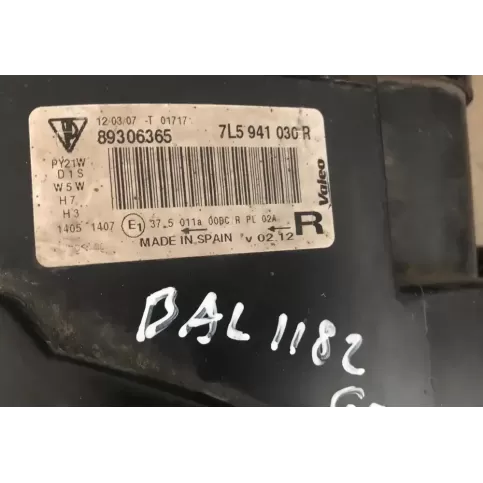 12/03/07 -T 01717
89306365 7L5 941 030 R
PY21W
D1S
W5W
H7
H3
1405 1407 E1 37.5 011a 00BC R PL 02A
Valeo
R
MADE IN SPAIN v 02.12
BAL 1182